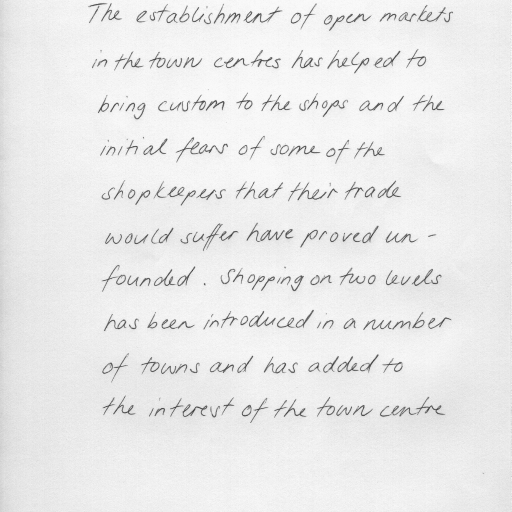 The establishment of open markets
in the town centres has helped to
bring custom to the shops and the
initial fears of some of the
shopkeepers that their trade
would suffer have proved un-
founded. Shopping on two levels
has been introduced in a number
of towns and has added to
the interest of the town centre